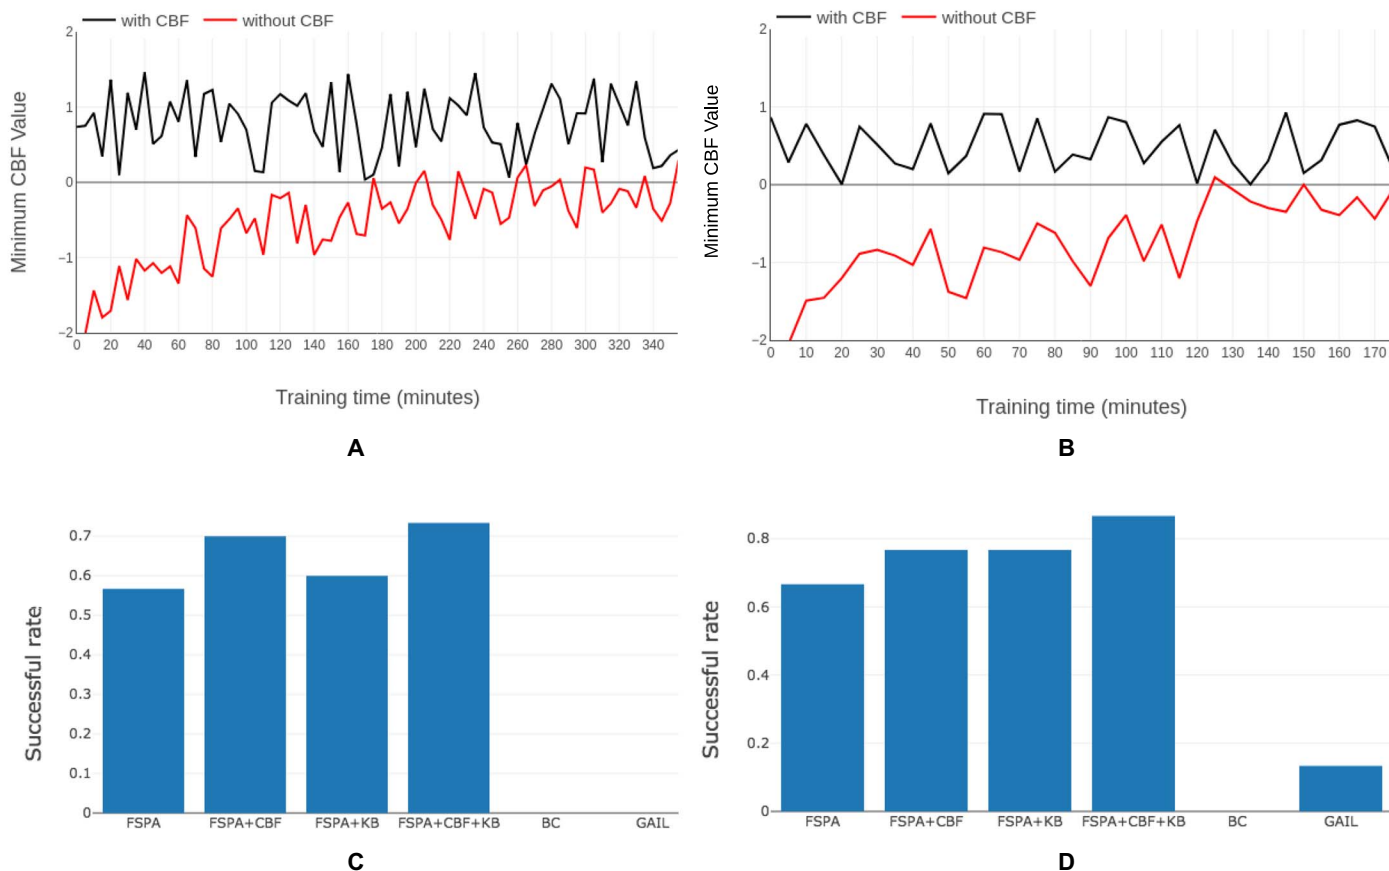 with CBF without CBF
2
1
0
−1
−2
Minimum CBF Value
0 20 40 60 80 100 120 140 160 180 200 220 240 260 280 300 320 340
Training time (minutes)
A
with CBF without CBF
2
1
0
−1
−2
Minimum CBF Value
0 10 20 30 40 50 60 70 80 90 100 110 120 130 140 150 160 170
Training time (minutes)
B
0.7
0.6
0.5
0.4
0.3
0.2
0.1
0
Successful rate
FSPA FSPA+CBF FSPA+KB FSPA+CBF+KB BC GAIL
C
0.8
0.6
0.4
0.2
0
Successful rate
FSPA FSPA+CBF FSPA+KB FSPA+CBF+KB BC GAIL
D